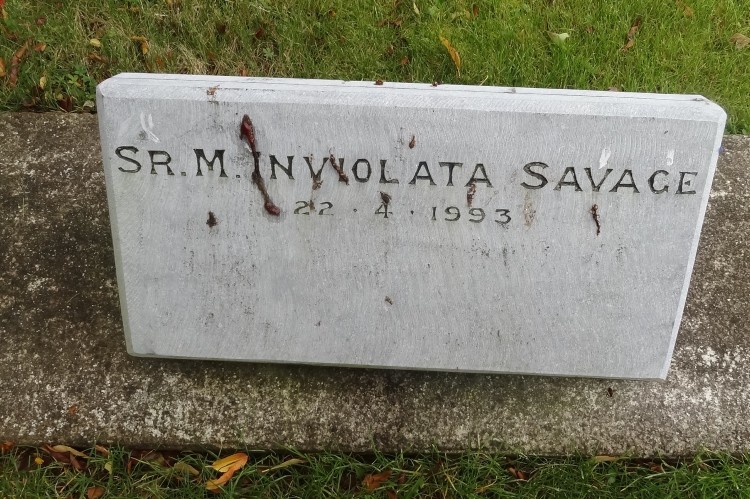 SR. M. INVIOLATA SAVAGE
22 · 4 · 1993